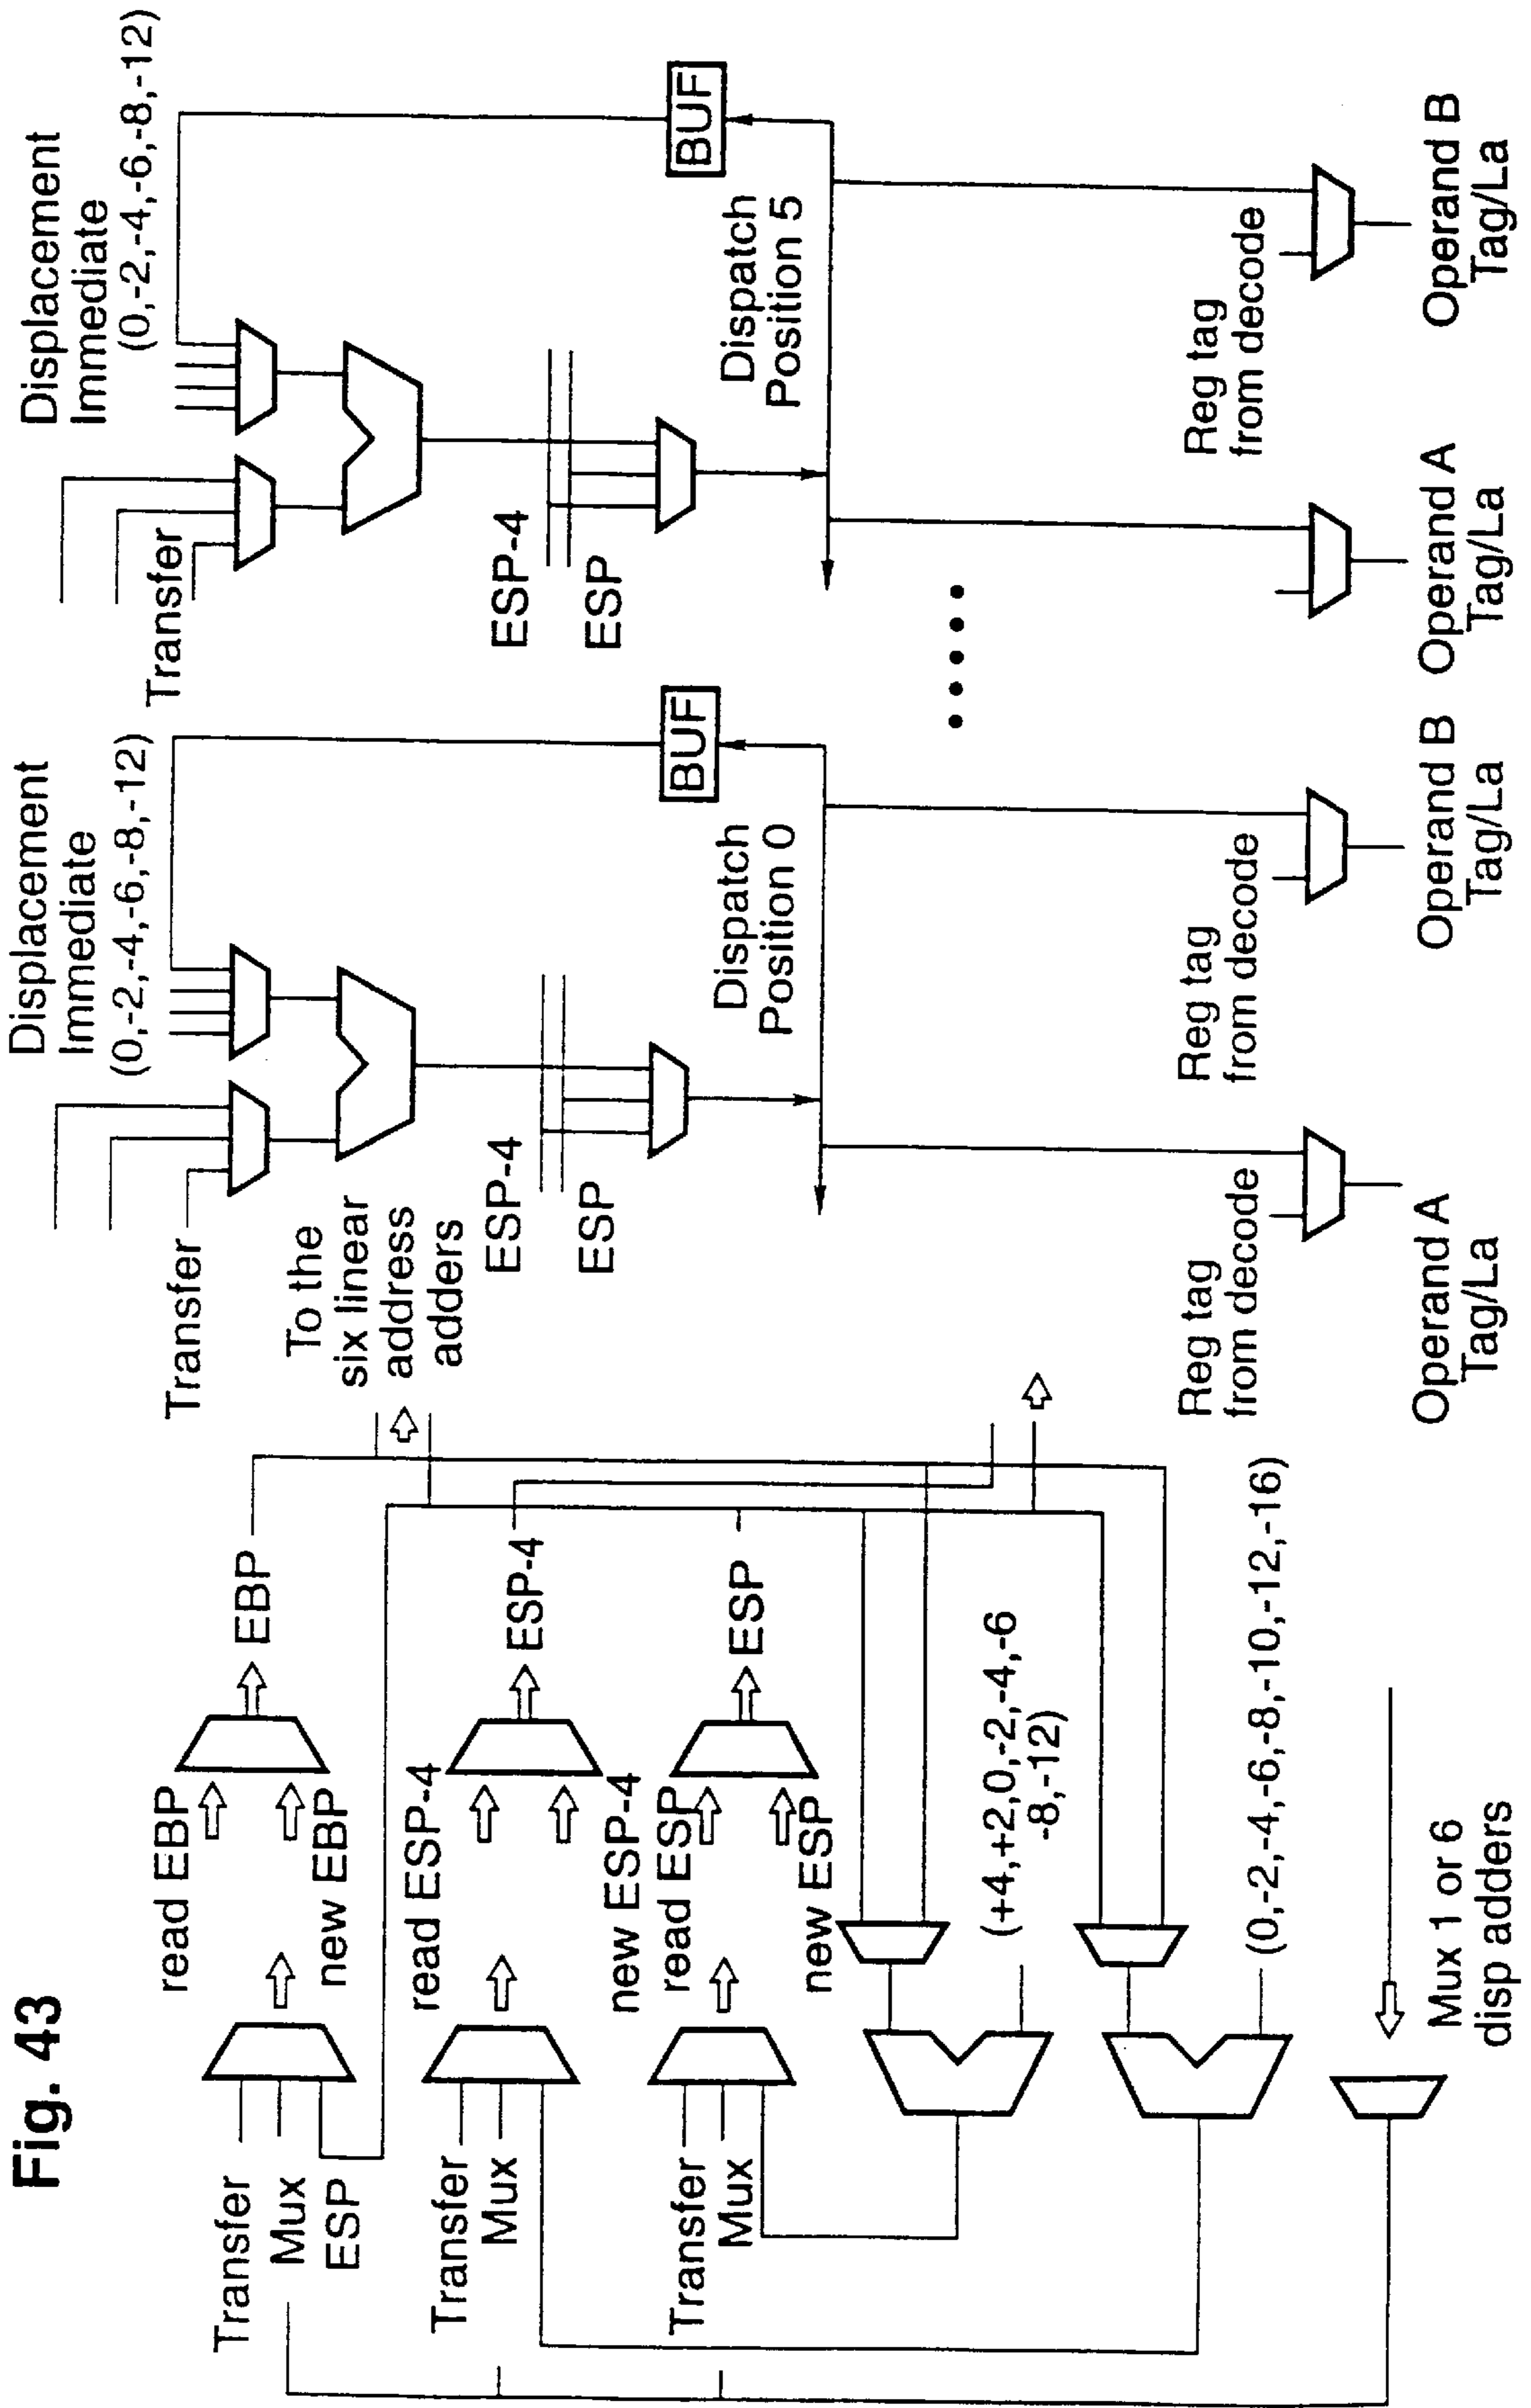 Fig. 43
Transfer
Mux
ESP
read EBP
new EBP
EBP
Transfer
Mux
read ESP-4
new ESP-4
ESP-4
Transfer
Mux
read ESP
new ESP
ESP
(+4,+2,0,-2,-4,-6
-8,-12)
(0,-2,-4,-6,-8,-10,-12,-16)
Mux 1 or 6
disp adders
To the
six linear
address
adders
Displacement
Immediate
(0,-2,-4,-6,-8,-12)
Transfer
ESP-4
ESP
BUF
Dispatch
Position 0
Reg tag
from decode
Reg tag
from decode
Operand A
Tag/La
Operand B
Tag/La
Displacement
Immediate
(0,-2,-4,-6,-8,-12)
Transfer
ESP-4
ESP
BUF
Dispatch
Position 5
Reg tag
from decode
Operand A
Tag/La
Operand B
Tag/La